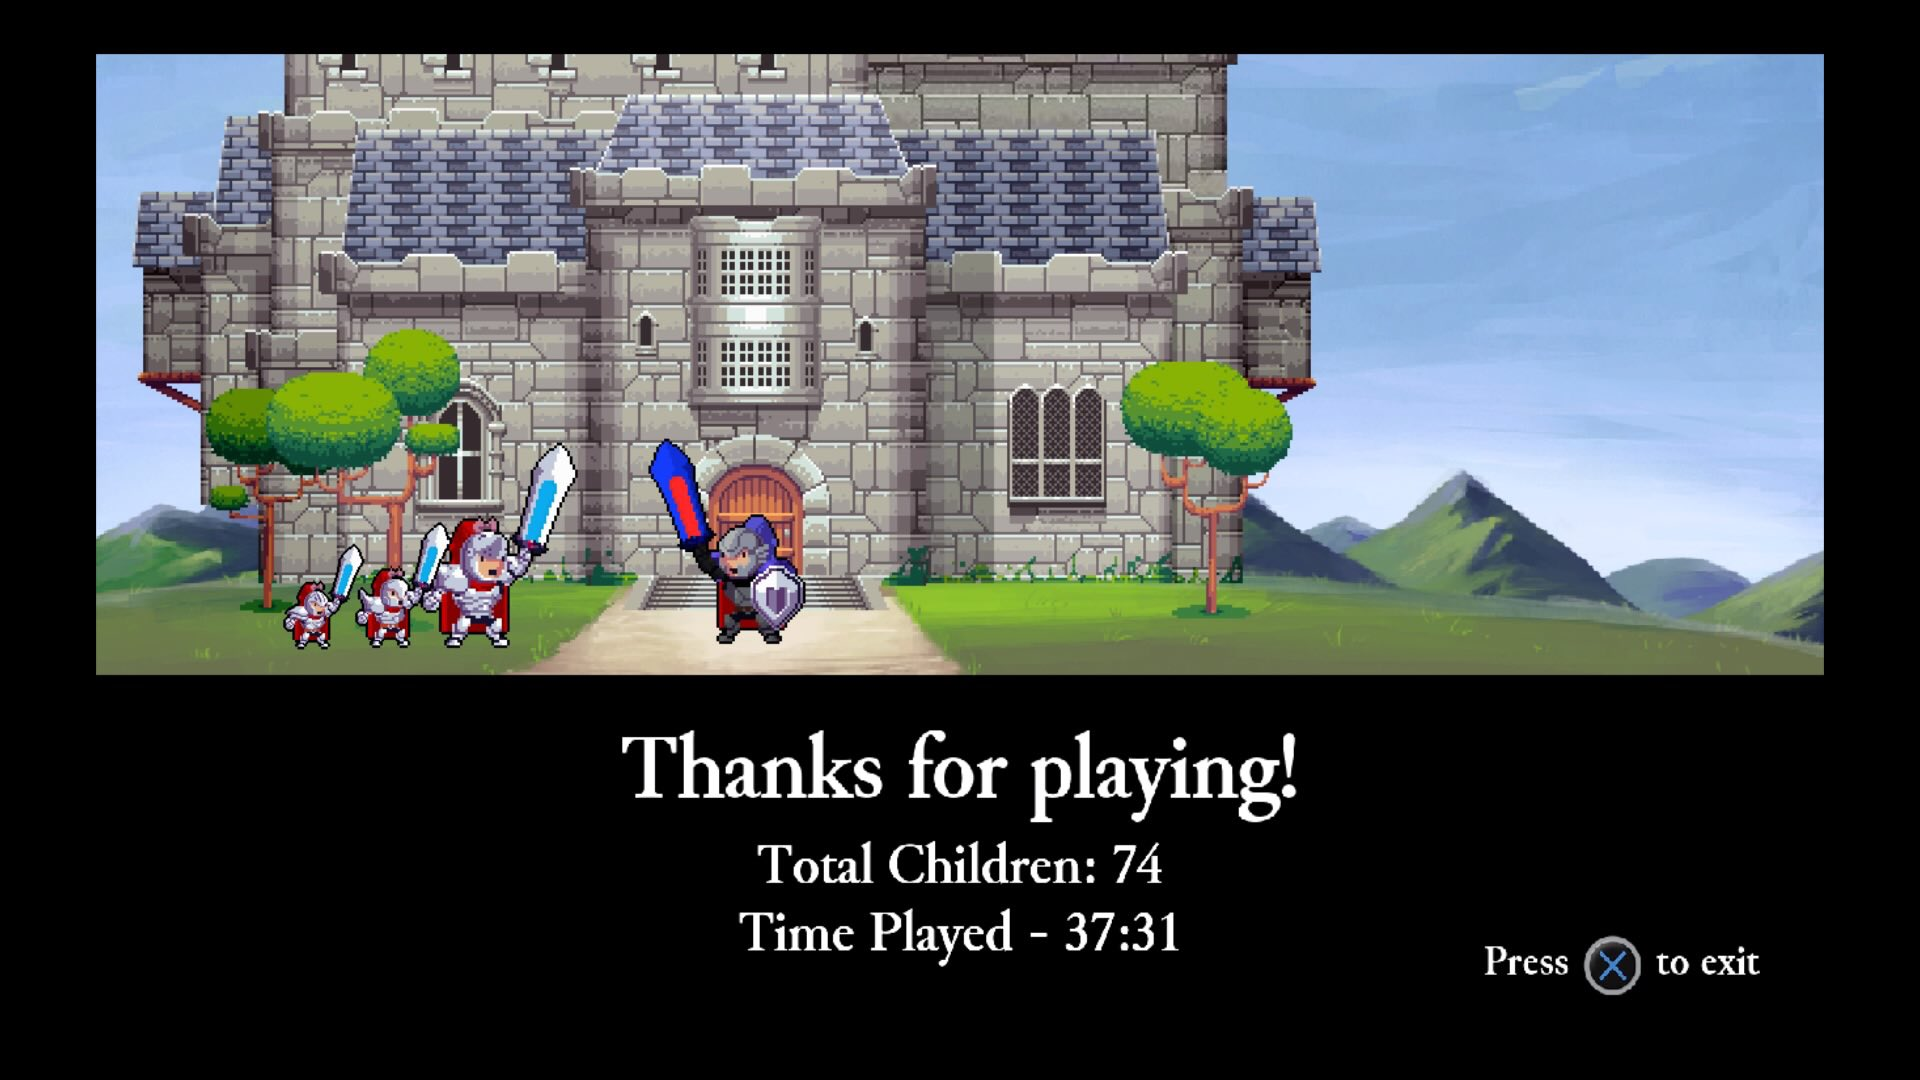 Thanks for playing!
Total Children: 74
Time Played - 37:31
Press X to exit